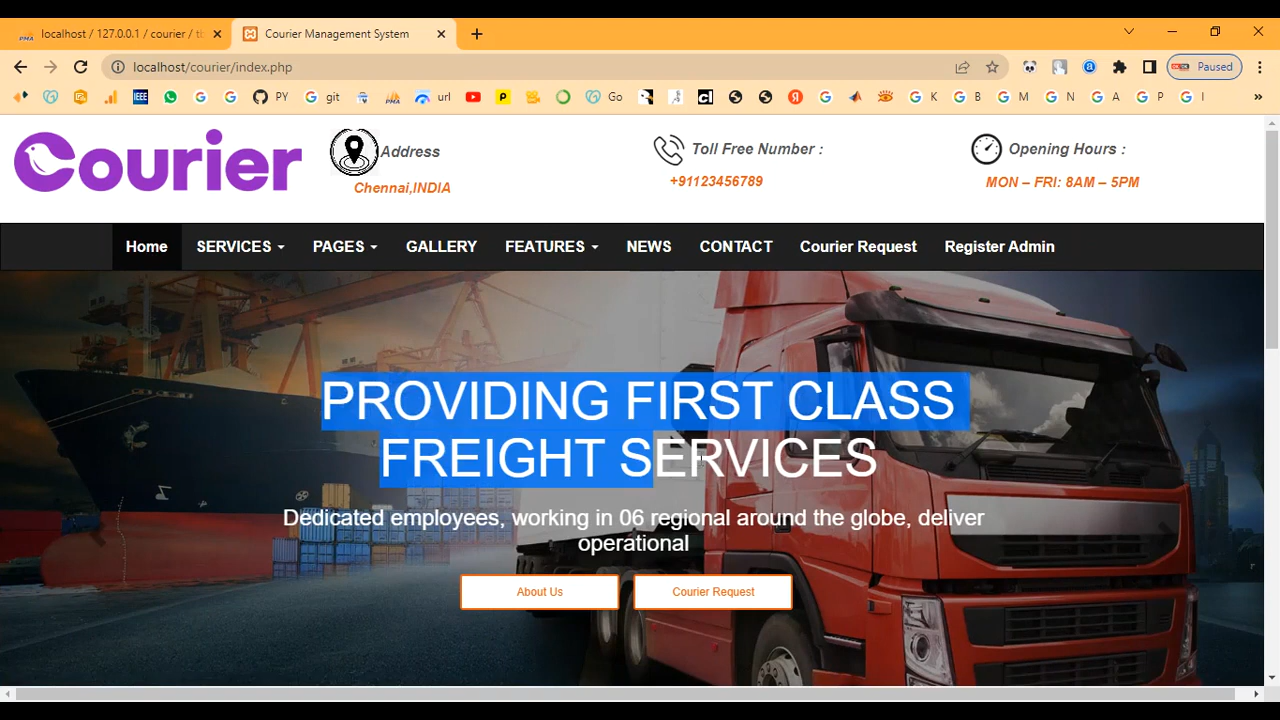 localhost / 127.0.0.1 / courier / tb
Courier Management System
localhost/courier/index.php
Paused
IEEE
PY
git
PMA
url
Go
K
B
M
N
A
P
I
Courier
Address
Chennai,INDIA
Toll Free Number :
+91123456789
Opening Hours :
MON – FRI: 8AM – 5PM
Home
SERVICES
PAGES
GALLERY
FEATURES
NEWS
CONTACT
Courier Request
Register Admin
PROVIDING FIRST CLASS
FREIGHT SERVICES
Dedicated employees, working in 06 regional around the globe, deliver
operational
About Us
Courier Request